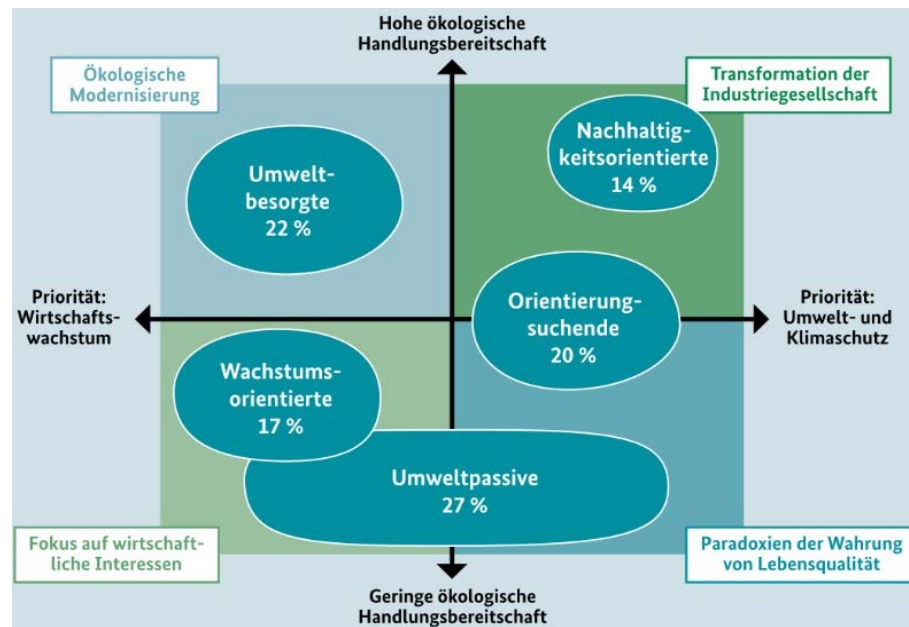 Hohe ökologische
Handlungsbereitschaft
Ökologische
Modernisierung
Transformation der
Industriegesellschaft
Nachhaltig-
keitsorientierte
14 %
Umwelt-
besorgte
22 %
Priorität:
Wirtschafts-
wachstum
Orientierung-
suchende
20 %
Priorität:
Umwelt- und
Klimaschutz
Wachstums-
orientierte
17 %
Umweltpassive
27 %
Fokus auf wirtschaft-
liche Interessen
Paradoxien der Wahrung
von Lebensqualität
Geringe ökologische
Handlungsbereitschaft